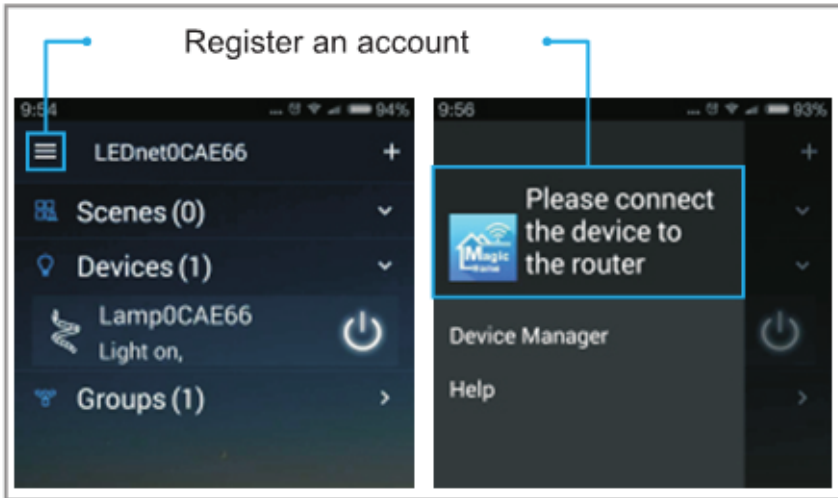 Register an account
9:54 ... 94%
LEDnet0CAE66
Scenes (0)
Devices (1)
Lamp0CAE66
Light on,
Groups (1)
9:56 ... 93%
Please connect
the device to
the router
Magic
Home
Device Manager
Help